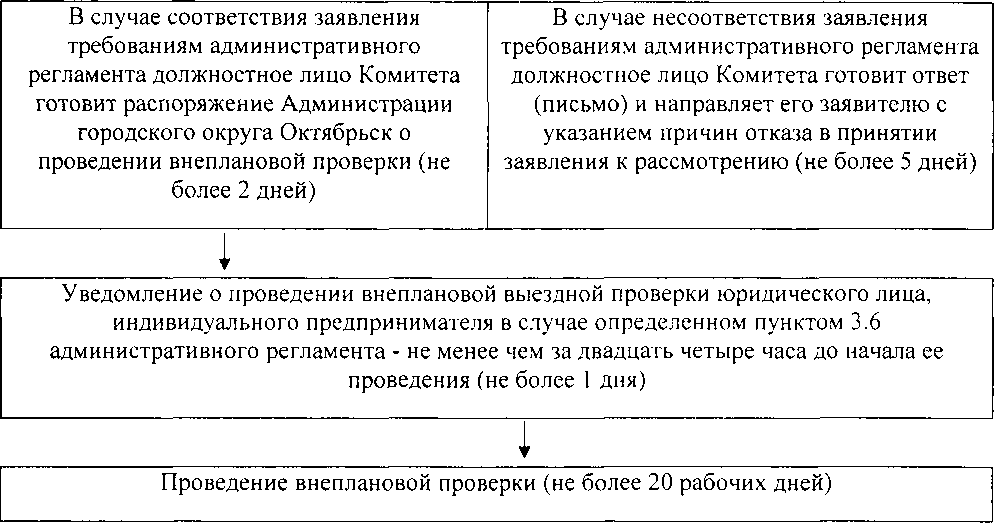 В случае соответствия заявления
требованиям административного
регламента должностное лицо Комитета
готовит распоряжение Администрации
городского округа Октябрьск о
проведении внеплановой проверки (не
более 2 дней)
В случае несоответствия заявления
требованиям административного регламента
должностное лицо Комитета готовит ответ
(письмо) и направляет его заявителю с
указанием причин отказа в принятии
заявления к рассмотрению (не более 5 дней)
Уведомление о проведении внеплановой выездной проверки юридического лица,
индивидуального предпринимателя в случае определенном пунктом 3.6
административного регламента - не менее чем за двадцать четыре часа до начала ее
проведения (не более 1 дня)
Проведение внеплановой проверки (не более 20 рабочих дней)